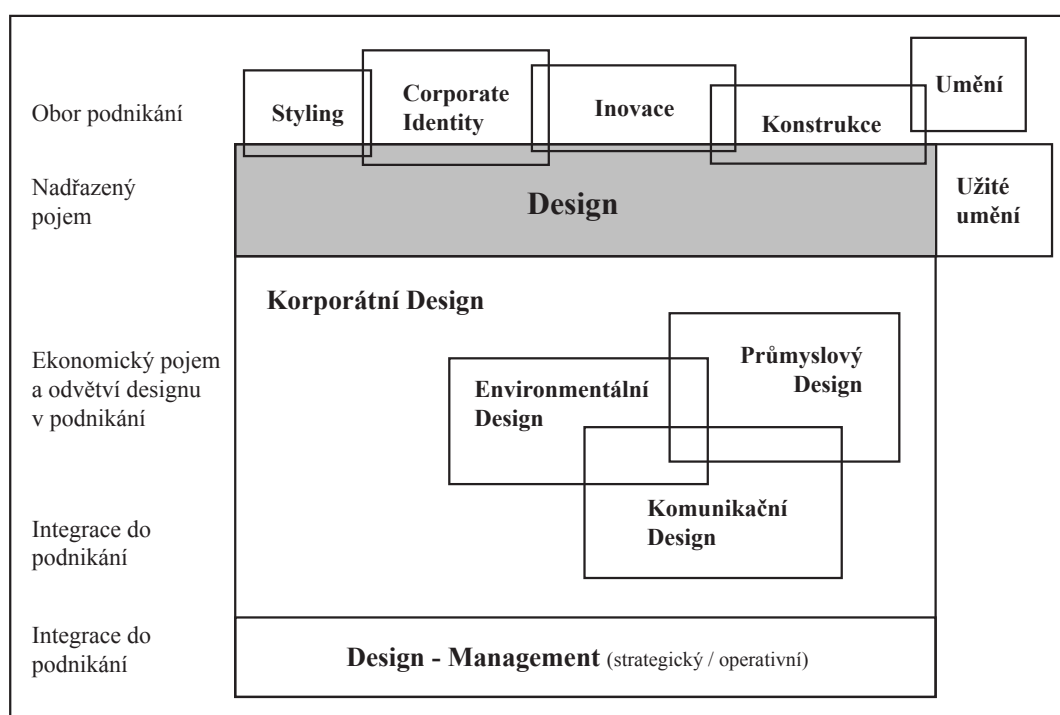 Obor podnikání
Styling
Corporate
Identity
Inovace
Konstrukce
Umění
Nadřazený
pojem
Design
Užité
umění
Korporátní Design
Ekonomický pojem
a odvětví designu
v podnikání
Environmentální
Design
Průmyslový
Design
Komunikační
Design
Integrace do
podnikání
Integrace do
podnikání
Design - Management (strategický / operativní)